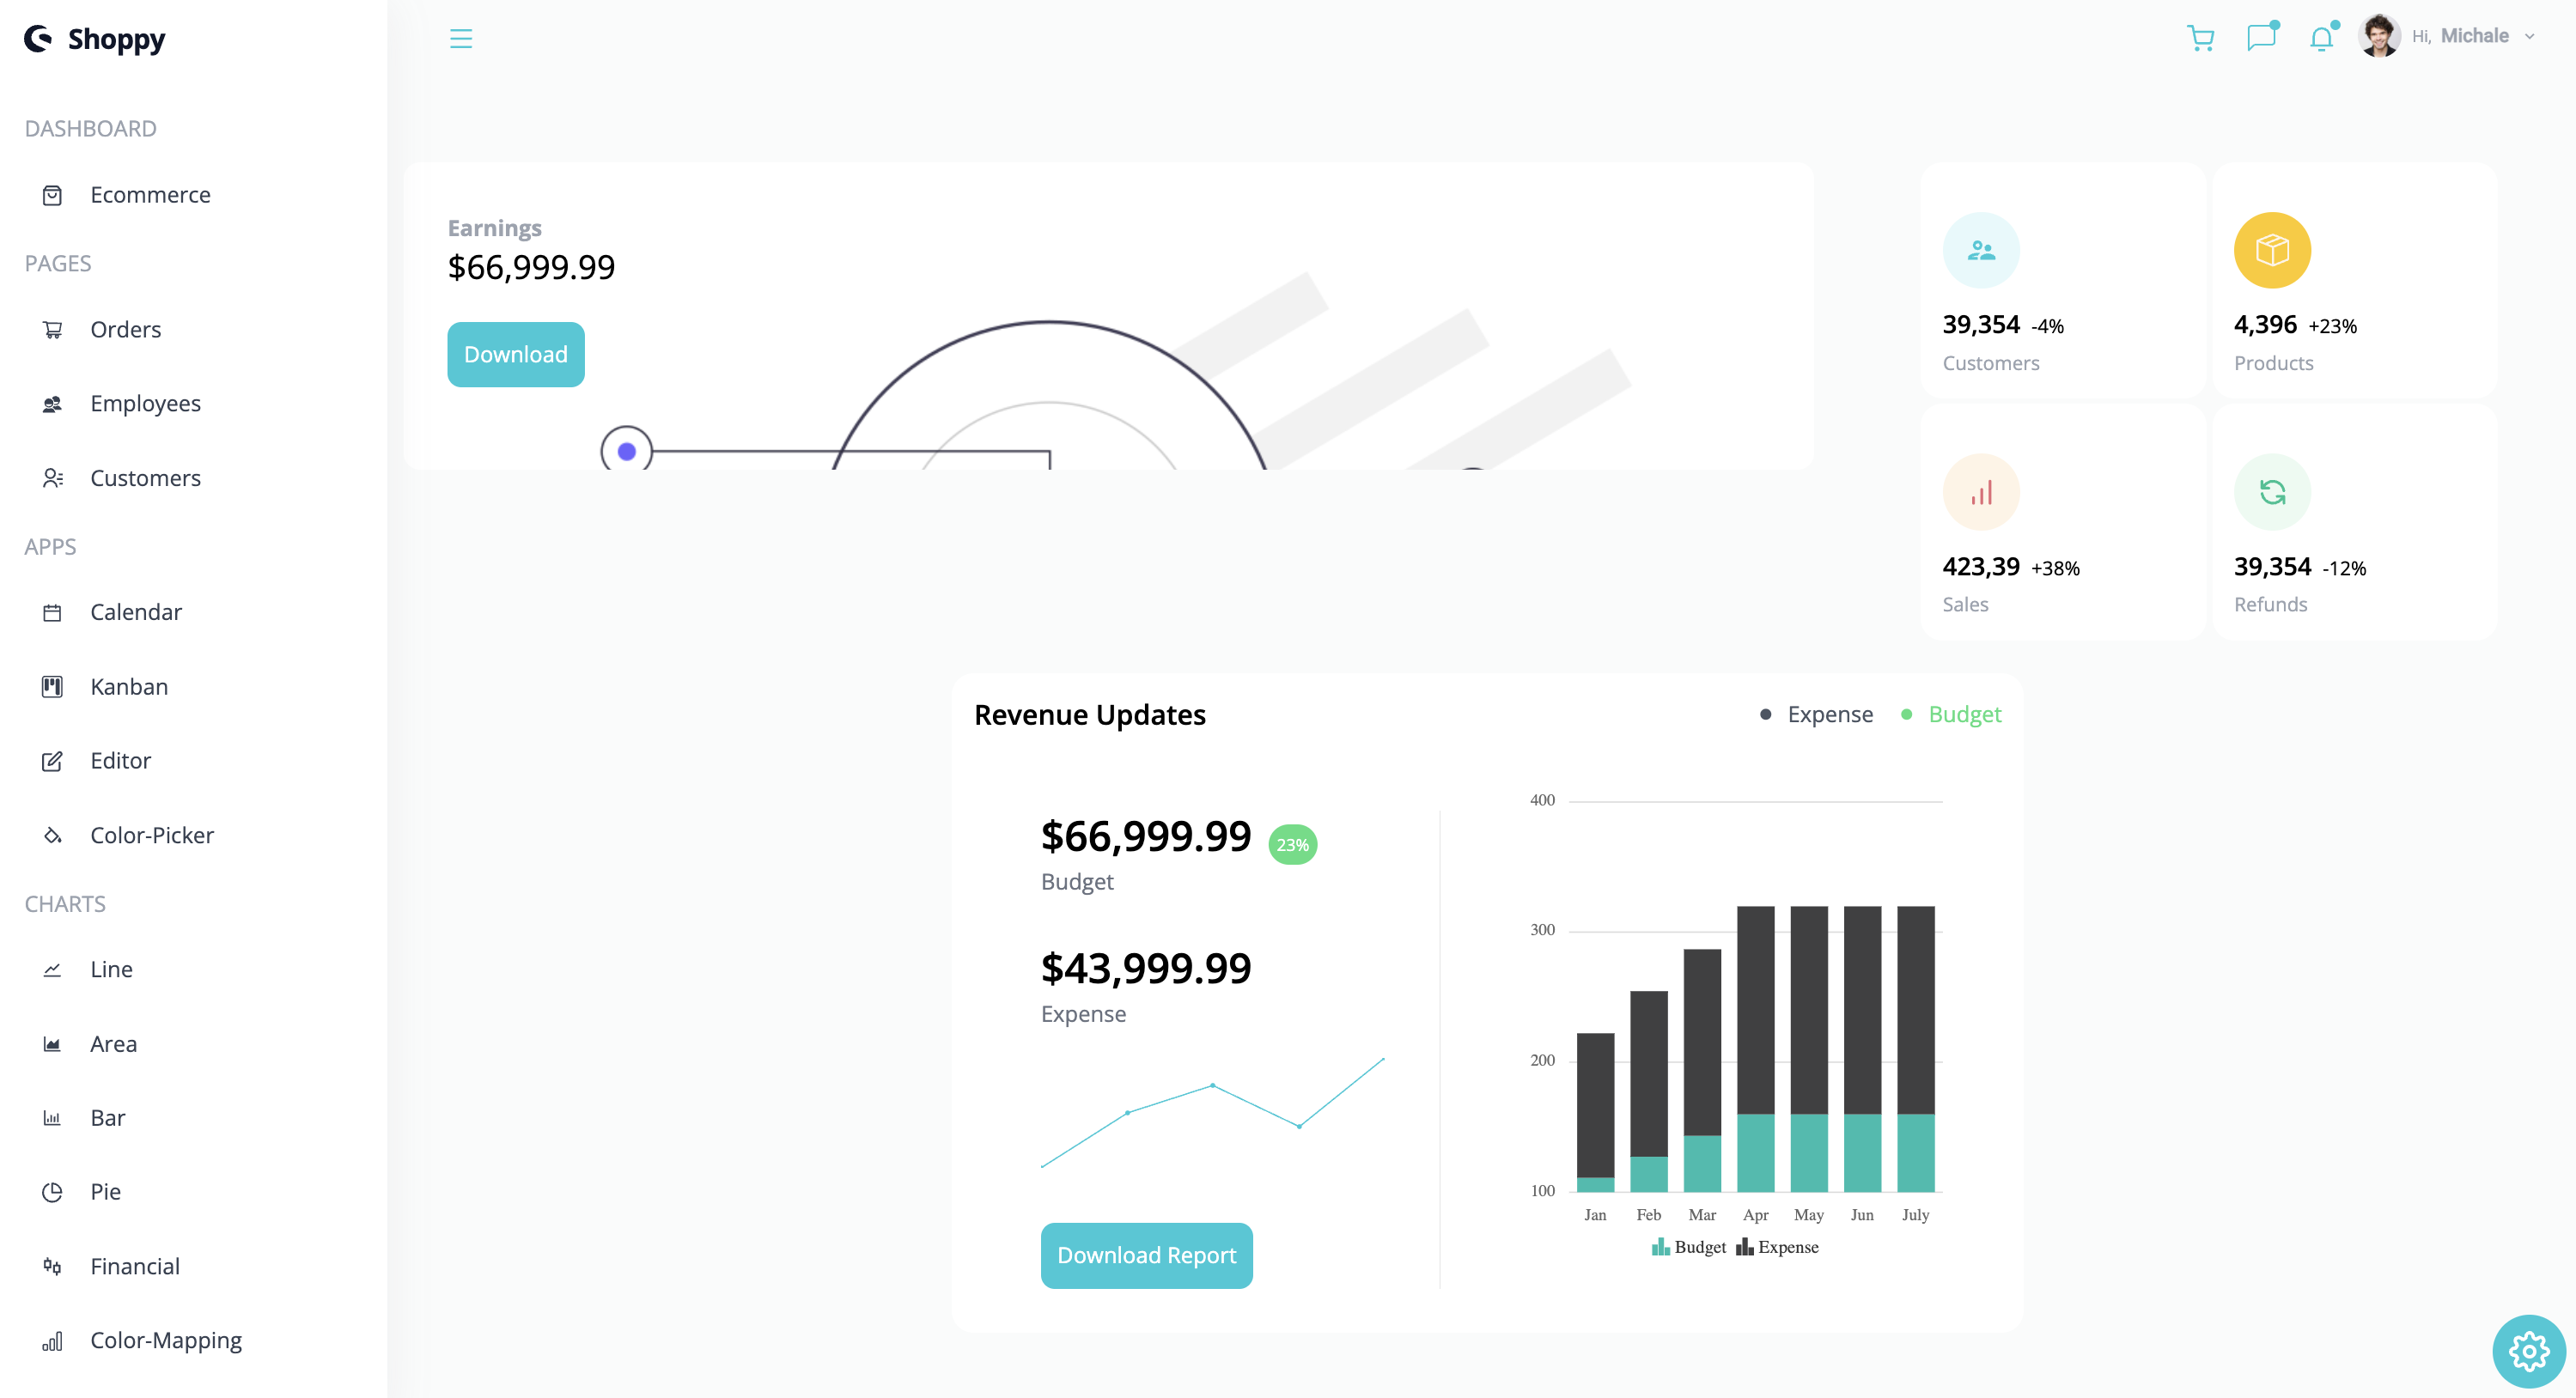 Shoppy
Hi, Michale
DASHBOARD
Ecommerce
PAGES
Orders
Employees
Customers
APPS
Calendar
Kanban
Editor
Color-Picker
CHARTS
Line
Area
Bar
Pie
Financial
Color-Mapping
Earnings
$66,999.99
Download
39,354 -4%
Customers
4,396 +23%
Products
423,39 +38%
Sales
39,354 -12%
Refunds
Revenue Updates
Expense Budget
$66,999.99 23%
Budget
$43,999.99
Expense
Download Report
400
300
200
100
Jan Feb Mar Apr May Jun July
Budget Expense